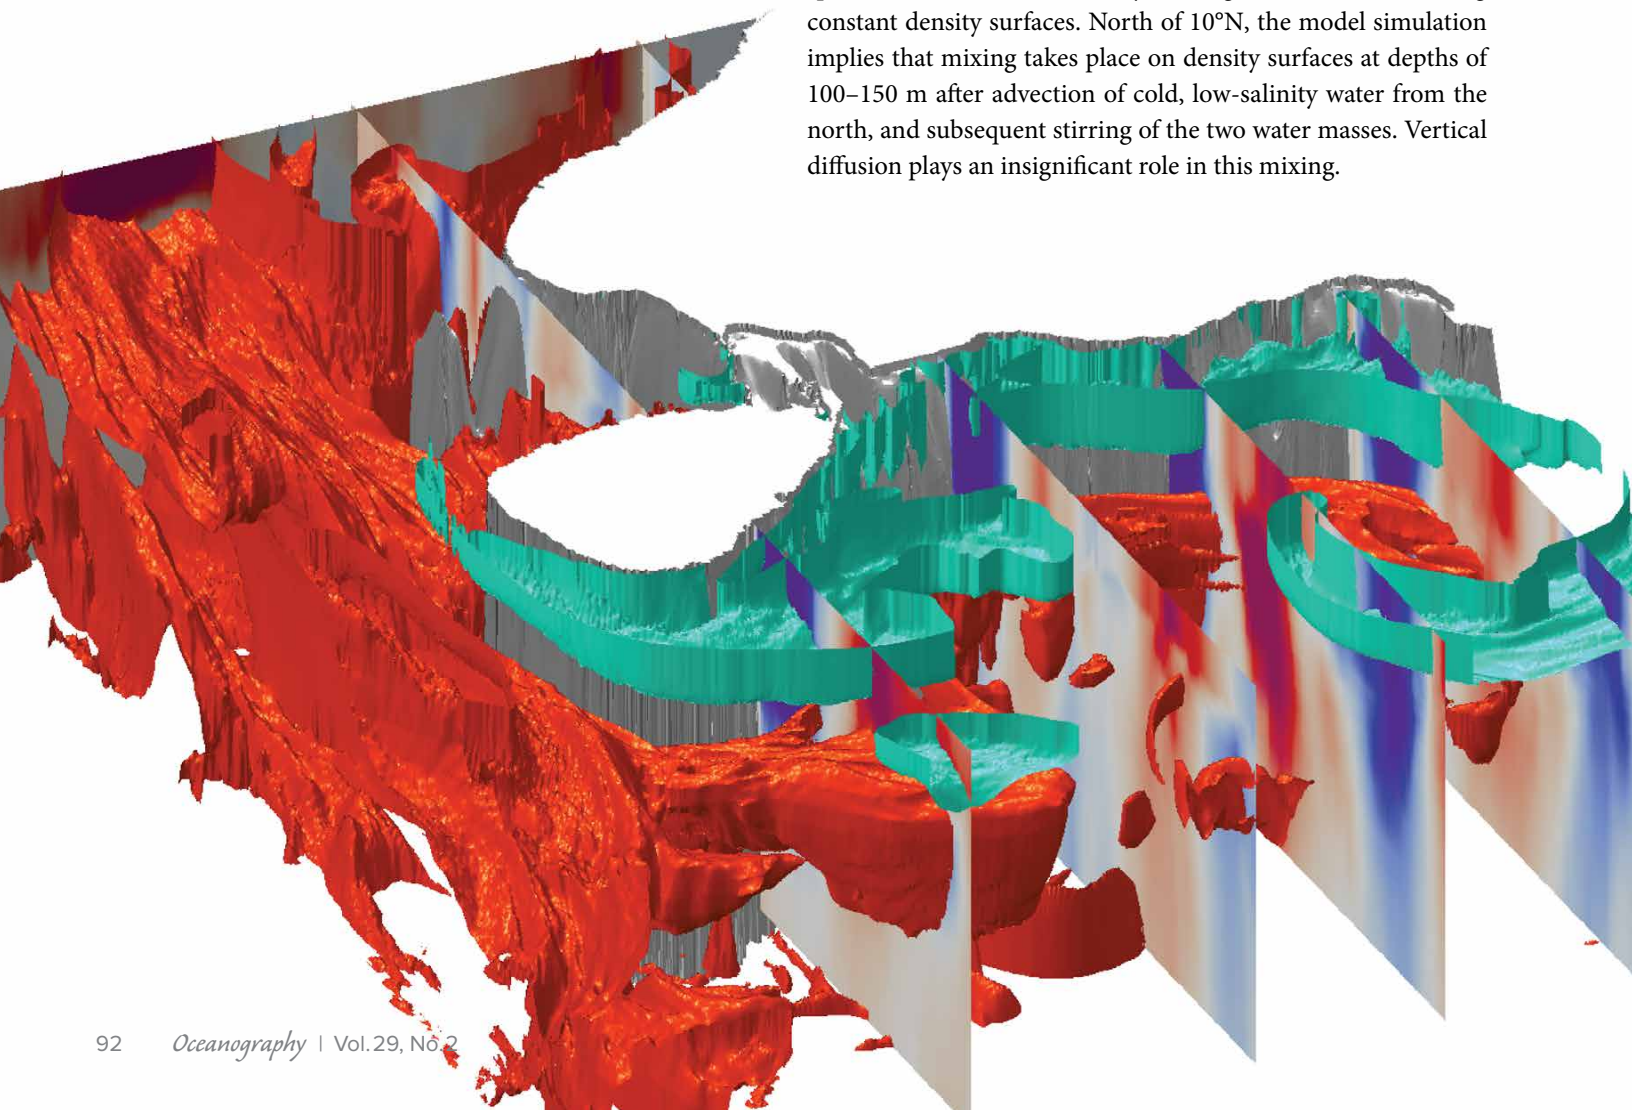 constant density surfaces. North of 10°N, the model simulation
implies that mixing takes place on density surfaces at depths of
100–150 m after advection of cold, low-salinity water from the
north, and subsequent stirring of the two water masses. Vertical
diffusion plays an insignificant role in this mixing.
92 Oceanography | Vol.29, No.2